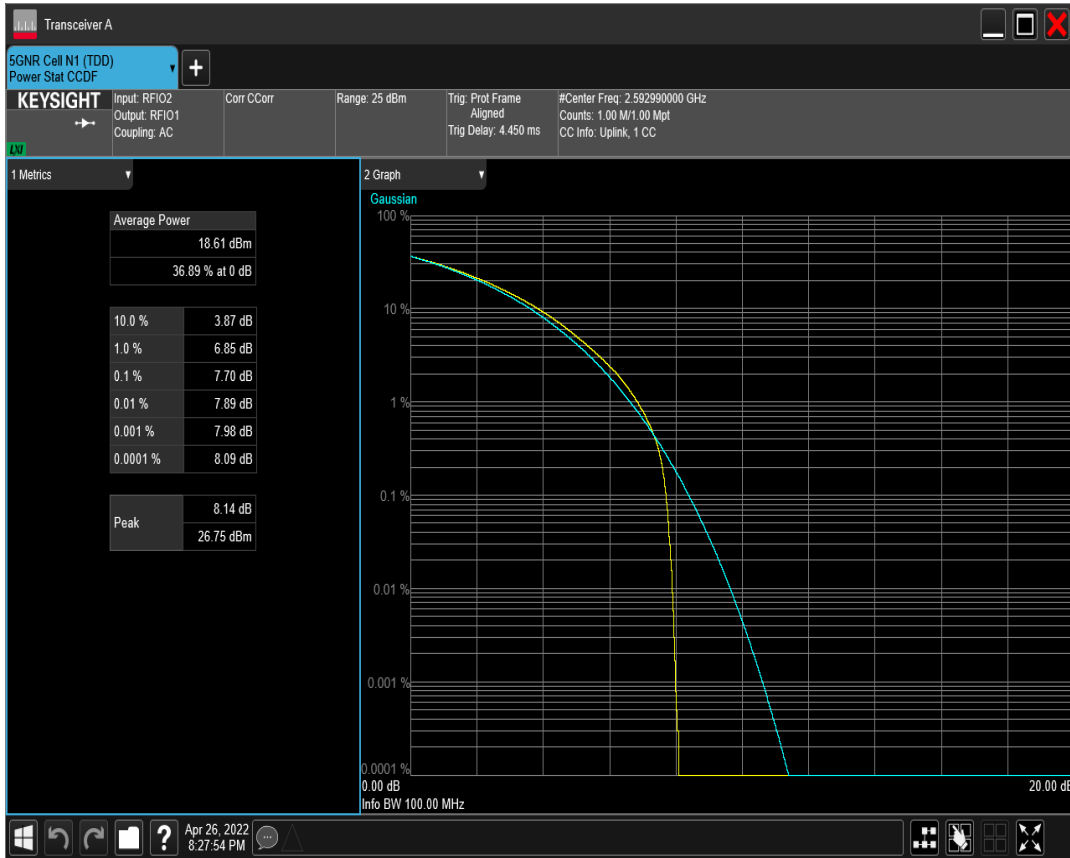 Transceiver A
5GNR Cell N1 (TDD)
Power Stat CCDF
+
KEYSIGHT
LXI
Input: RFIO2
Output: RFIO1
Coupling: AC
Corr CCorr
Range: 25 dBm
Trig: Prot Frame
Aligned
Trig Delay: 4.450 ms
#Center Freq: 2.592990000 GHz
Counts: 1.00 M/1.00 Mpt
CC Info: Uplink, 1 CC
1 Metrics
Average Power
18.61 dBm
36.89 % at 0 dB
10.0 % 3.87 dB
1.0 % 6.85 dB
0.1 % 7.70 dB
0.01 % 7.89 dB
0.001 % 7.98 dB
0.0001 % 8.09 dB
Peak
8.14 dB
26.75 dBm
2 Graph
Gaussian
100 %
10 %
1 %
0.1 %
0.01 %
0.001 %
0.0001 %
0.00 dB
20.00 dB
Info BW 100.00 MHz
?
Apr 26, 2022
8:27:54 PM